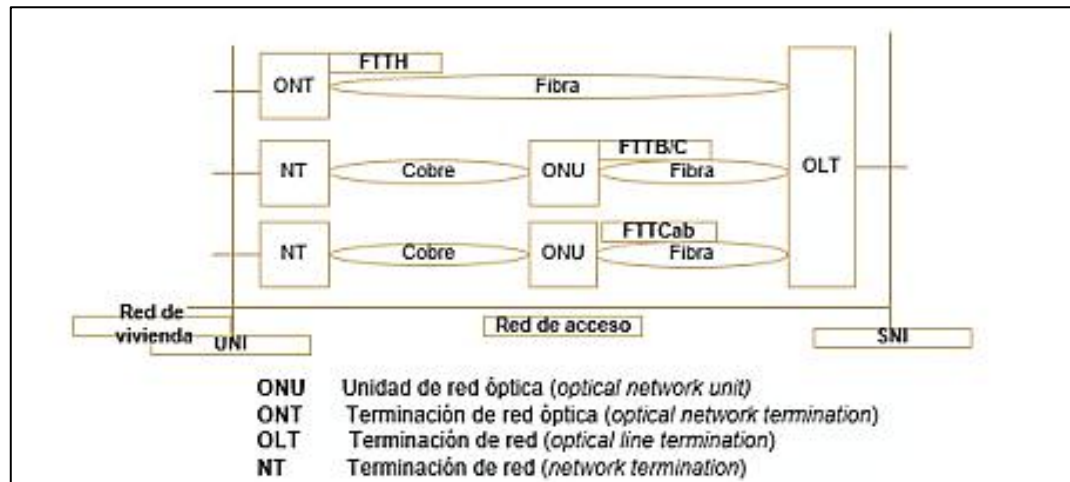 FTTH
ONT
Fibra
FTTB/C
NT
Cobre
ONU
Fibra
OLT
FTTCab
NT
Cobre
ONU
Fibra
Red de
vivienda
UNI
Red de acceso
SNI
ONU Unidad de red óptica (optical network unit)
ONT Terminación de red óptica (optical network termination)
OLT Terminación de red (optical line termination)
NT Terminación de red (network termination)